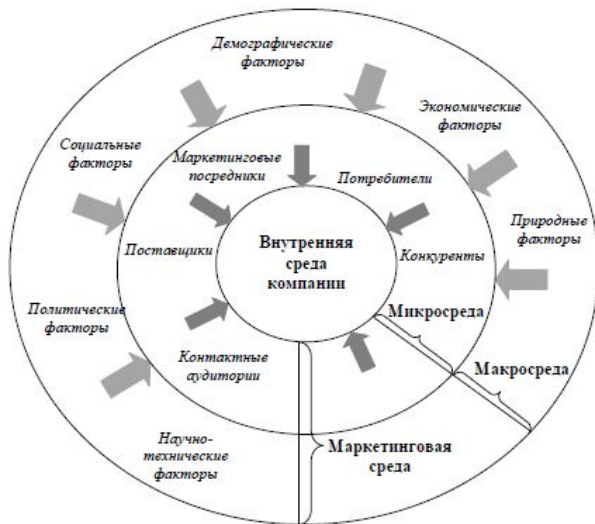 Демографические
факторы
Экономические
факторы
Социальные
факторы
Маркетинговые
посредники
Потребители
Природные
факторы
Поставщики
Внутренняя
среда
компании
Конкуренты
Политические
факторы
Микросреда
Контактные
аудитории
Макросреда
Научно-
технические
факторы
Маркетинговая
среда